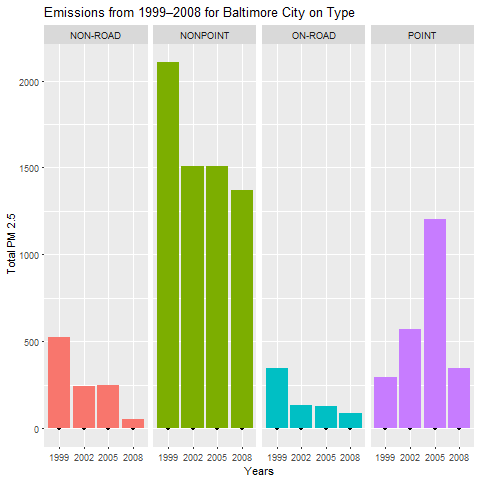 Emissions from 1999–2008 for Baltimore City on Type
NON-ROAD NONPOINT ON-ROAD POINT
2000
1500
1000
500
0
Total PM 2.5
1999 2002 2005 2008 1999 2002 2005 2008 1999 2002 2005 2008 1999 2002 2005 2008
Years